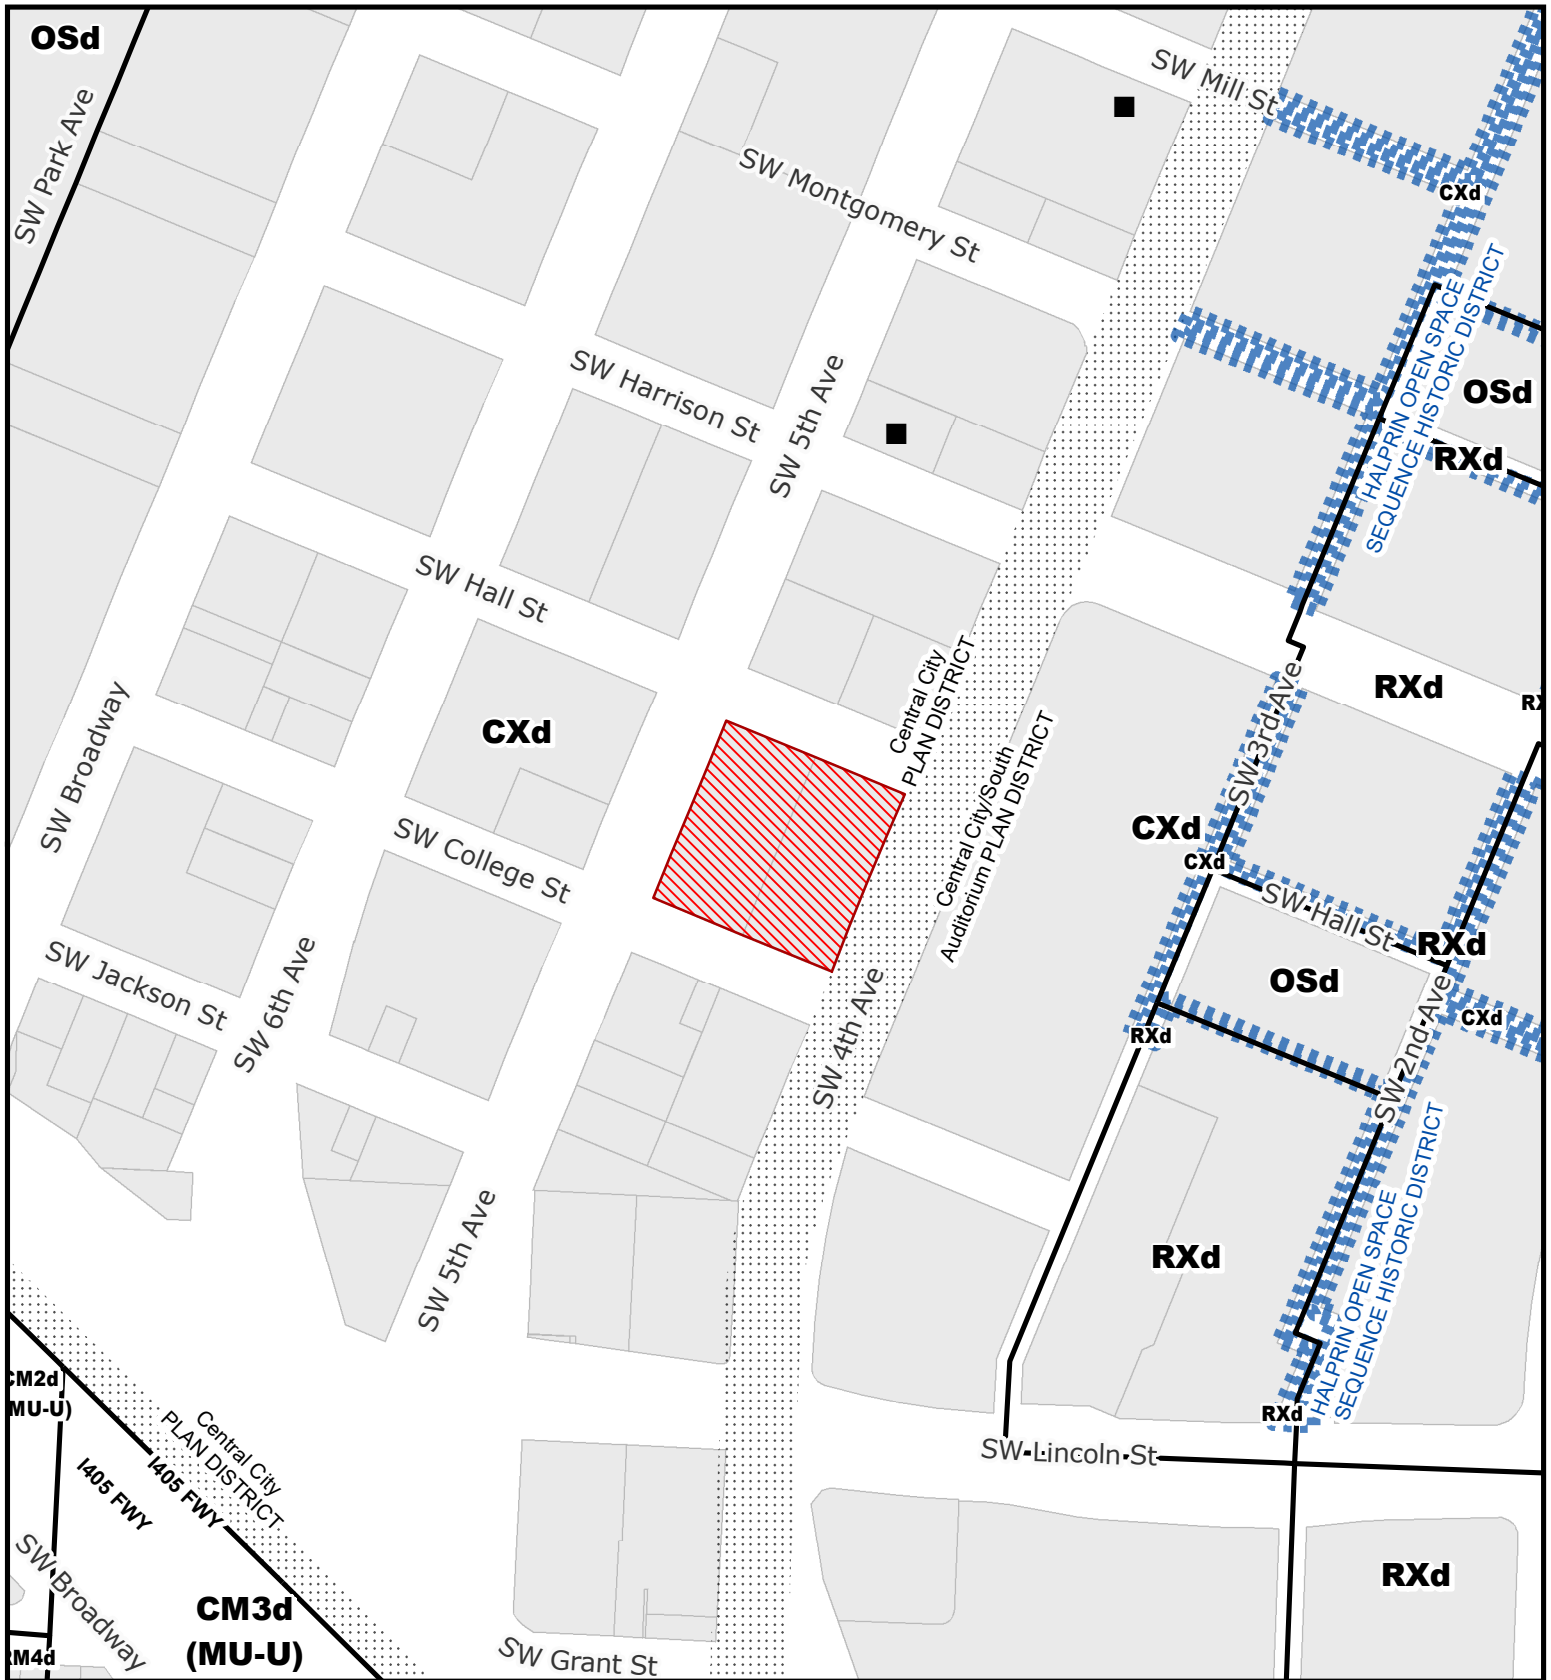 OSd
SW Park Ave
SW Mill St
SW Montgomery St
CXd
HALPRIN OPEN SPACE
SEQUENCE HISTORIC DISTRICT
OSd
RXd
SW Harrison St
SW 5th Ave
SW Hall St
CXd
Central City
PLAN DISTRICT
Central City/South
Auditorium PLAN DISTRICT
SW 3rd Ave
RXd
SW Broadway
SW College St
CXd
CXd
SW Hall St
RXd
OSd
CXd
SW 2nd Ave
RXd
SW Jackson St
SW 6th Ave
SW 4th Ave
SW 5th Ave
RXd
HALPRIN OPEN SPACE
SEQUENCE HISTORIC DISTRICT
RXd
CM2d
MU-U)
Central City
PLAN DISTRICT
I405 FWY
I405 FWY
SW Lincoln St
SW Broadway
CM3d
(MU-U)
RM4d
SW Grant St
RXd